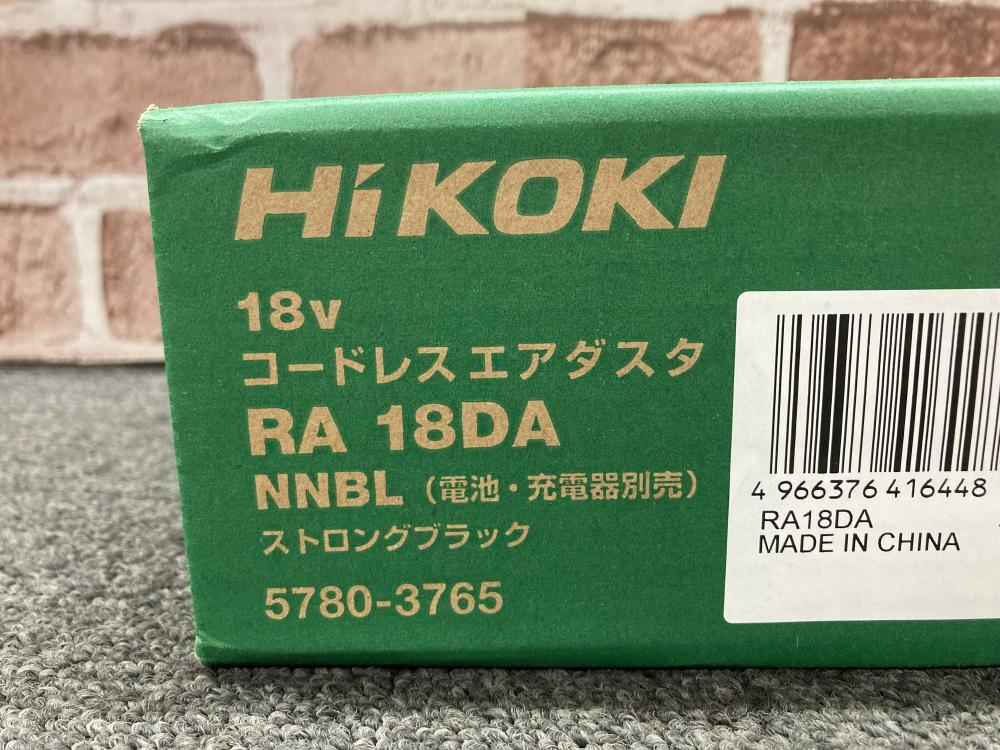 HiKOKI
18v
コードレスエアダスタ
RA 18DA
NNBL（電池・充電器別売）
ストロングブラック
5780-3765
4 966376 416448
RA18DA
MADE IN CHINA